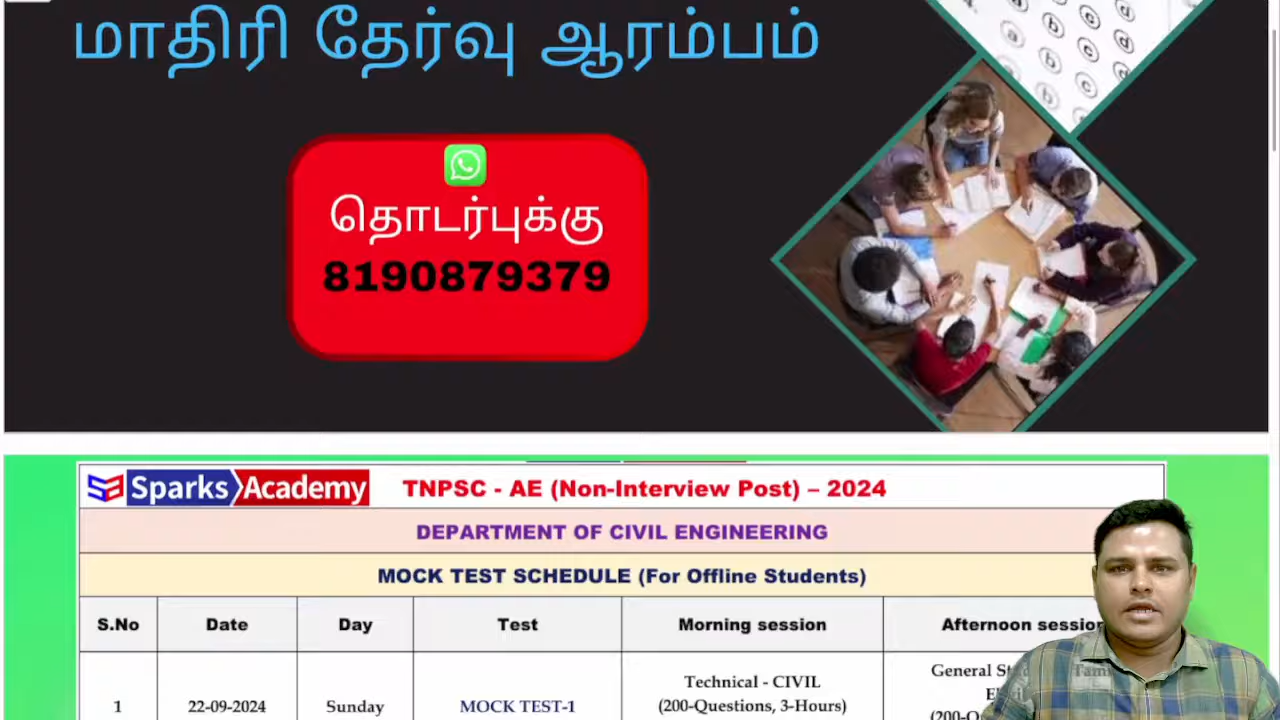 மாதிரி தேர்வு ஆரம்பம்
தொடர்புக்கு
8190879379
Sparks Academy
TNPSC - AE (Non-Interview Post) – 2024
DEPARTMENT OF CIVIL ENGINEERING
MOCK TEST SCHEDULE (For Offline Students)
S.No Date Day Test Morning session Afternoon session
1 22-09-2024 Sunday MOCK TEST-1 Technical - CIVIL
(200-Questions, 3-Hours)
General